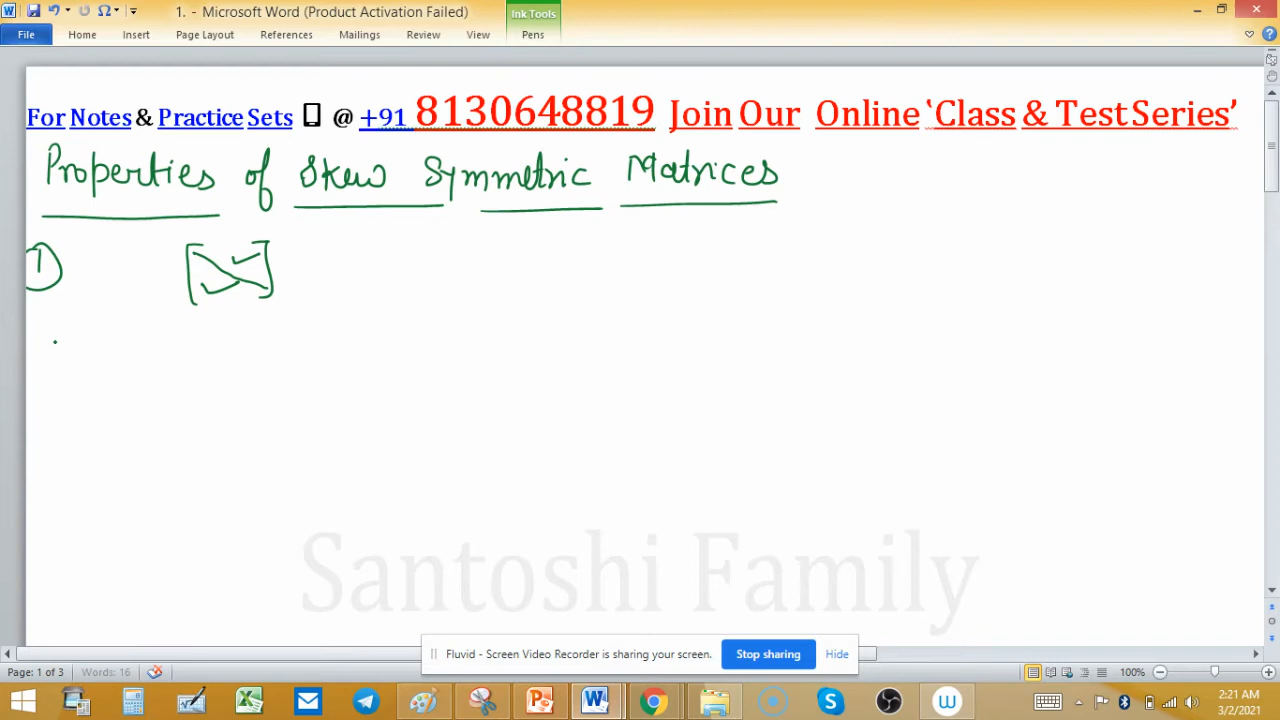 1. - Microsoft Word (Product Activation Failed)
Ink Tools
File Home Insert Page Layout References Mailings Review View Pens
For Notes & Practice Sets @ +91 8130648819 Join Our Online ‘Class & Test Series’
Properties of Skew Symmetric Matrices
①
Santoshi Family
Fluvid - Screen Video Recorder is sharing your screen. Stop sharing Hide
Page: 1 of 3 Words: 16 100%
2:21 AM
3/2/2021